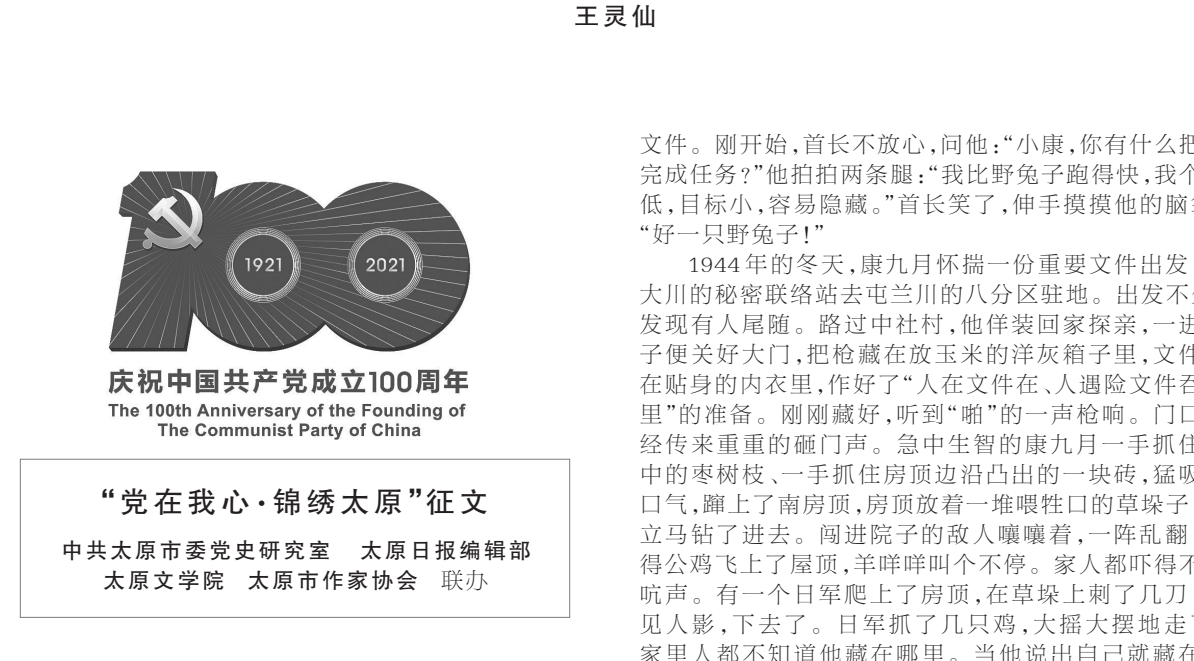 王灵仙
1921
2021
庆祝中国共产党成立100周年
The 100th Anniversary of the Founding of
The Communist Party of China
“党在我心·锦绣太原”征文
中共太原市委党史研究室 太原日报编辑部
太原文学院 太原市作家协会 联办
文件。刚开始,首长不放心,问他:“小康,你有什么把
完成任务?”他拍拍两条腿:“我比野兔子跑得快,我个
低,目标小,容易隐藏。”首长笑了,伸手摸摸他的脑
“好一只野兔子!”
1944年的冬天,康九月怀揣一份重要文件出发
大川的秘密联络站去屯兰川的八分区驻地。出发不
发现有人尾随。路过中社村,他佯装回家探亲,一进
子便关好大门,把枪藏在放玉米的洋灰箱子里,文件
在贴身的内衣里,作好了“人在文件在、人遇险文件吞
里”的准备。刚刚藏好,听到“啪”的一声枪响。门口
经传来重重的砸门声。急中生智的康九月一手抓住
中的枣树枝、一手抓住房顶边沿凸出的一块砖,猛吸
口气,蹿上了南房顶,房顶放着一堆喂牲口的草垛子
立马钻了进去。闯进院子的敌人嚷嚷着,一阵乱翻
得公鸡飞上了屋顶,羊咩咩叫个不停。家人都吓得不
吭声。有一个日军爬上了房顶,在草垛上刺了几刀
见人影,下去了。日军抓了几只鸡,大摇大摆地走了
家里人都不知道他藏在哪里。当他说出自己就藏在